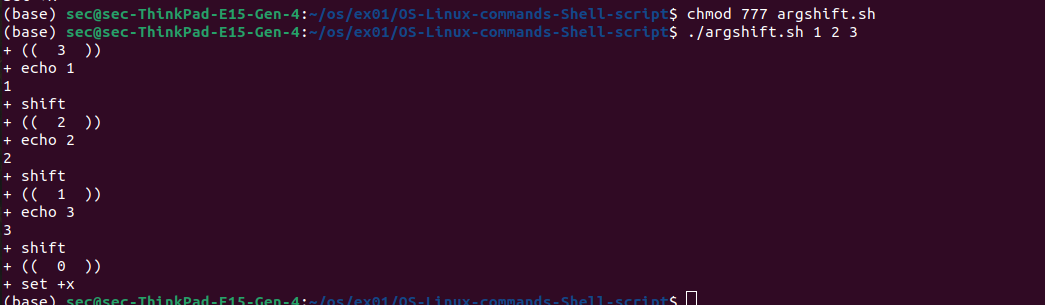 (base) sec@sec-ThinkPad-E15-Gen-4:~/os/ex01/OS-Linux-commands-Shell-script$ chmod 777 argshift.sh
(base) sec@sec-ThinkPad-E15-Gen-4:~/os/ex01/OS-Linux-commands-Shell-script$ ./argshift.sh 1 2 3
+ ((  3  ))
+ echo 1
1
+ shift
+ ((  2  ))
+ echo 2
2
+ shift
+ ((  1  ))
+ echo 3
3
+ shift
+ ((  0  ))
+ set +x
(base) sec@sec-ThinkPad-E15-Gen-4:~/os/ex01/OS-Linux-commands-Shell-script$